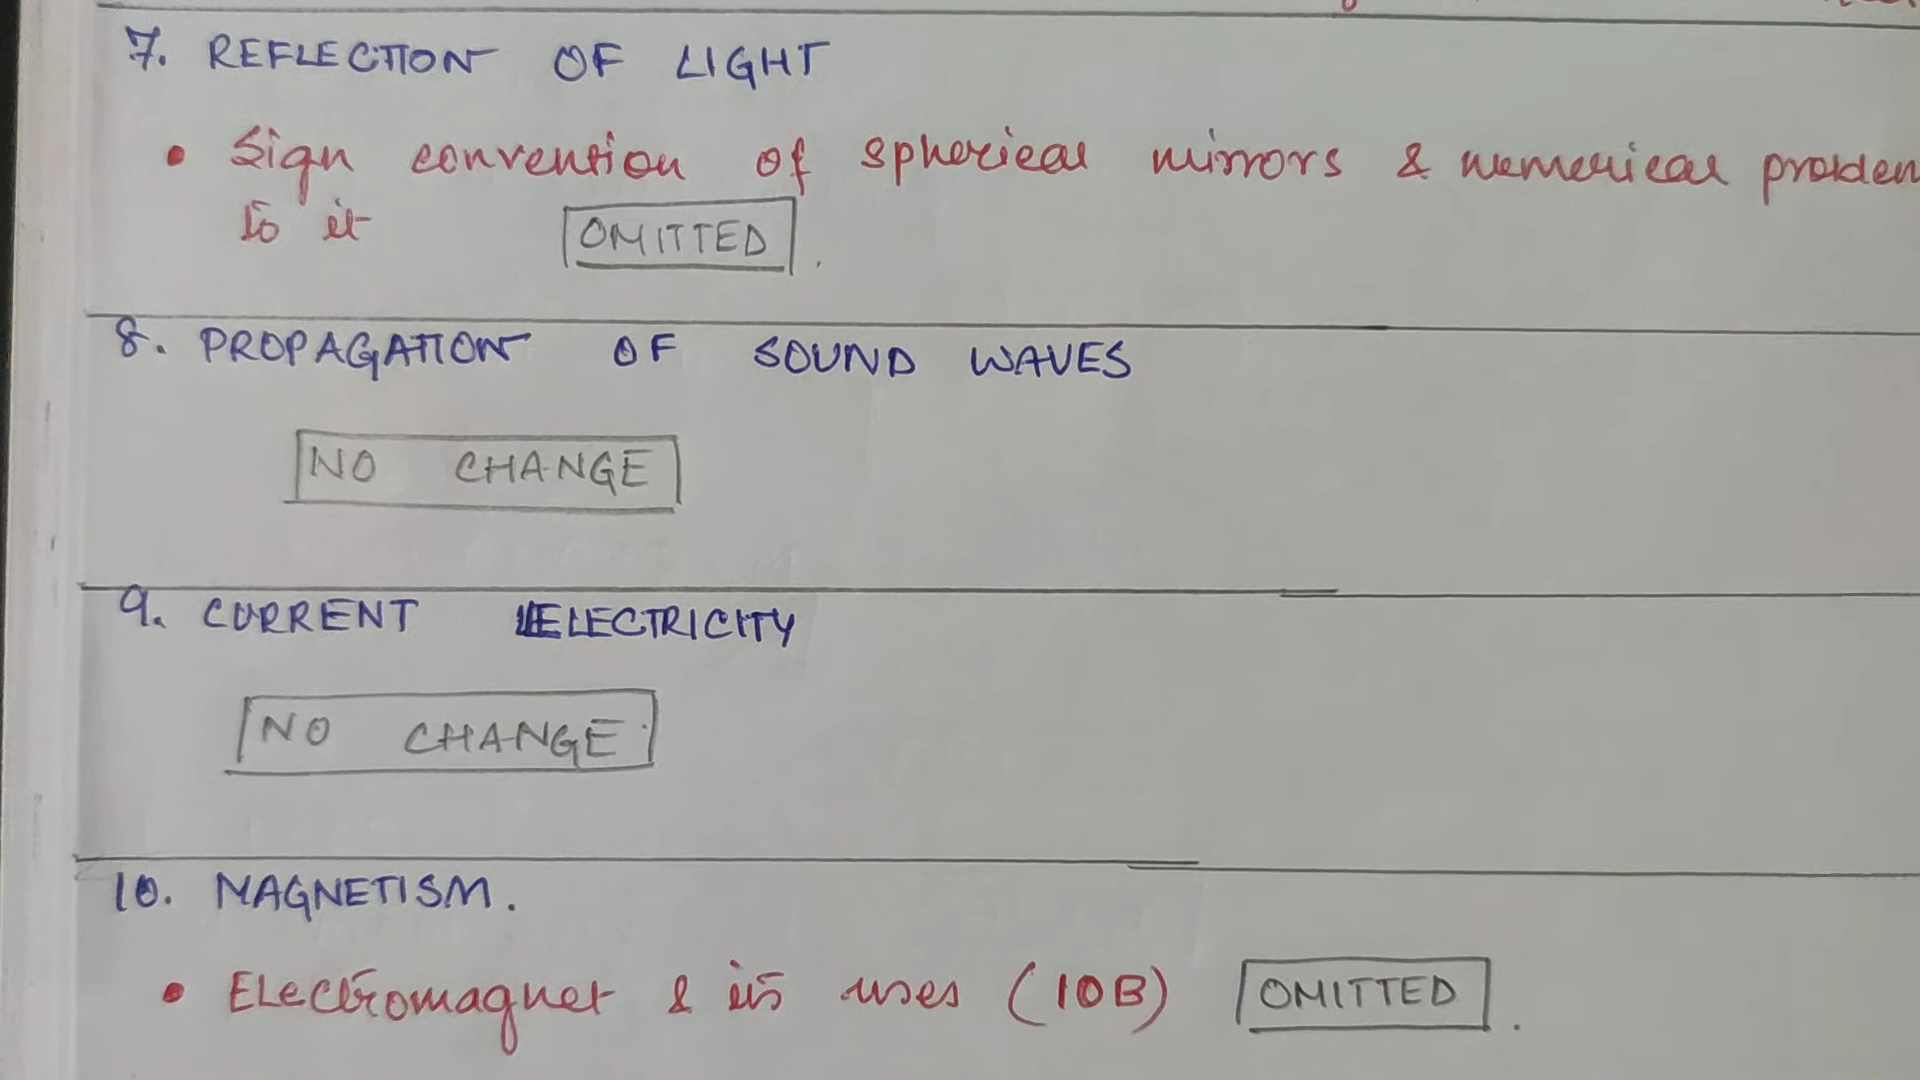 7. REFLECTION OF LIGHT
• Sign convention of spherical mirrors & numerical problem
to it OMITTED.
8. PROPAGATION OF SOUND WAVES
NO CHANGE
9. CURRENT ELECTRICITY
NO CHANGE
10. MAGNETISM.
• Electromagnet & its uses (10B) OMITTED.